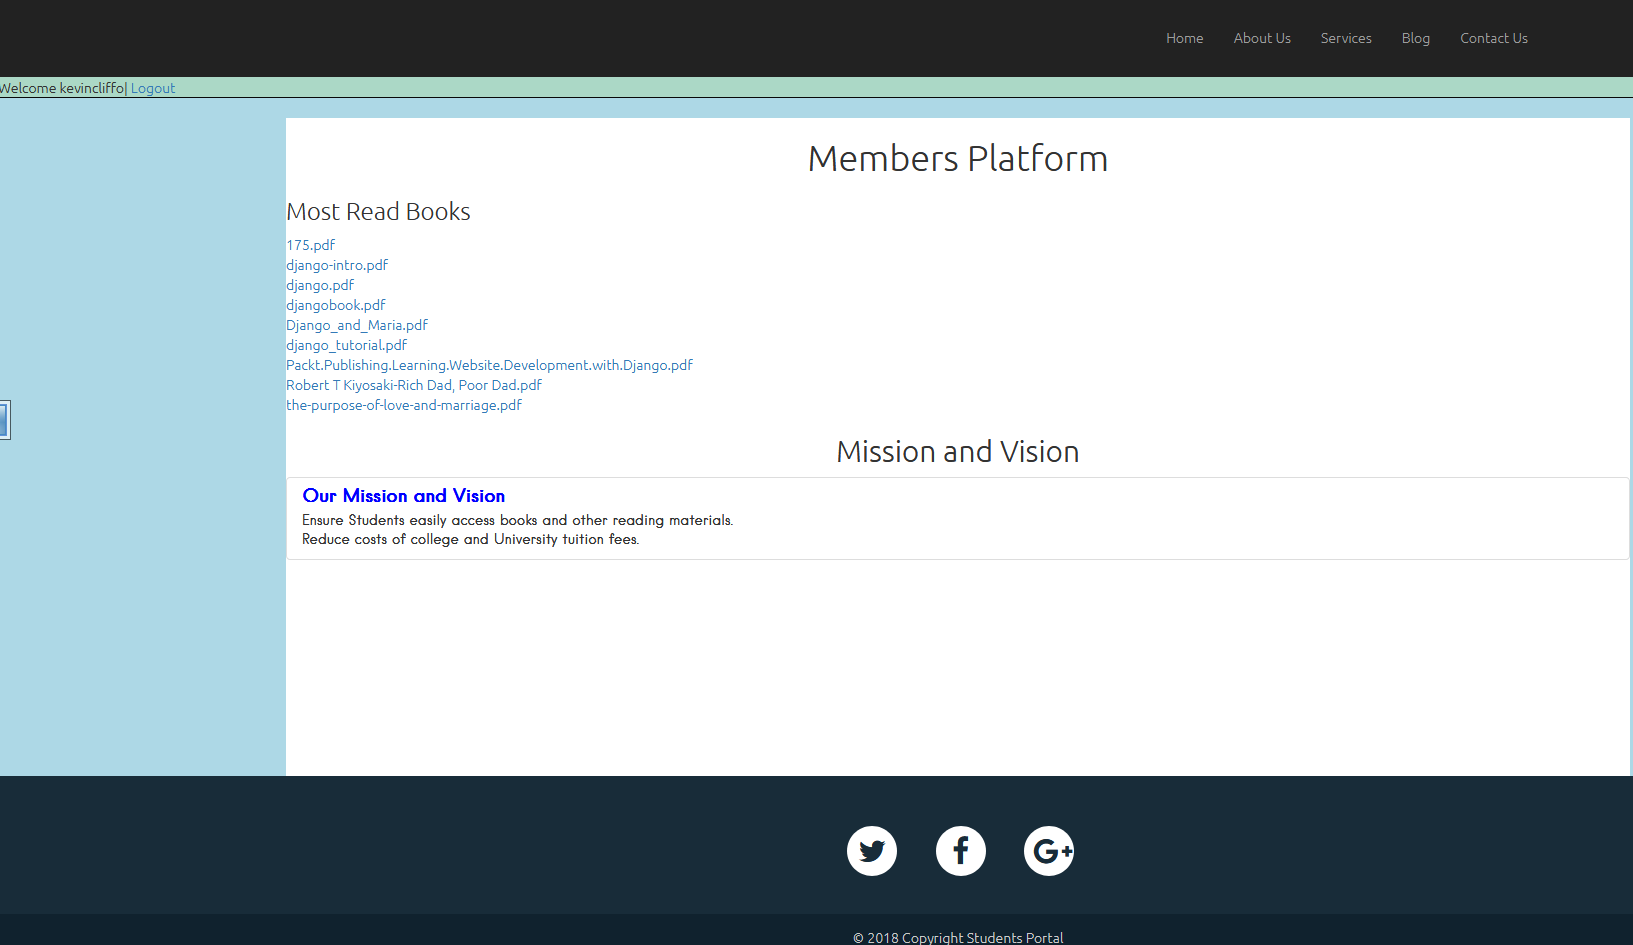 Home About Us Services Blog Contact Us
Welcome kevincliffo| Logout
Members Platform
Most Read Books
175.pdf
django-intro.pdf
django.pdf
djangobook.pdf
Django_and_Maria.pdf
django_tutorial.pdf
Packt.Publishing.Learning.Website.Development.with.Django.pdf
Robert T Kiyosaki-Rich Dad, Poor Dad.pdf
the-purpose-of-love-and-marriage.pdf
Mission and Vision
Our Mission and Vision
Ensure Students easily access books and other reading materials.
Reduce costs of college and University tuition fees.
© 2018 Copyright Students Portal